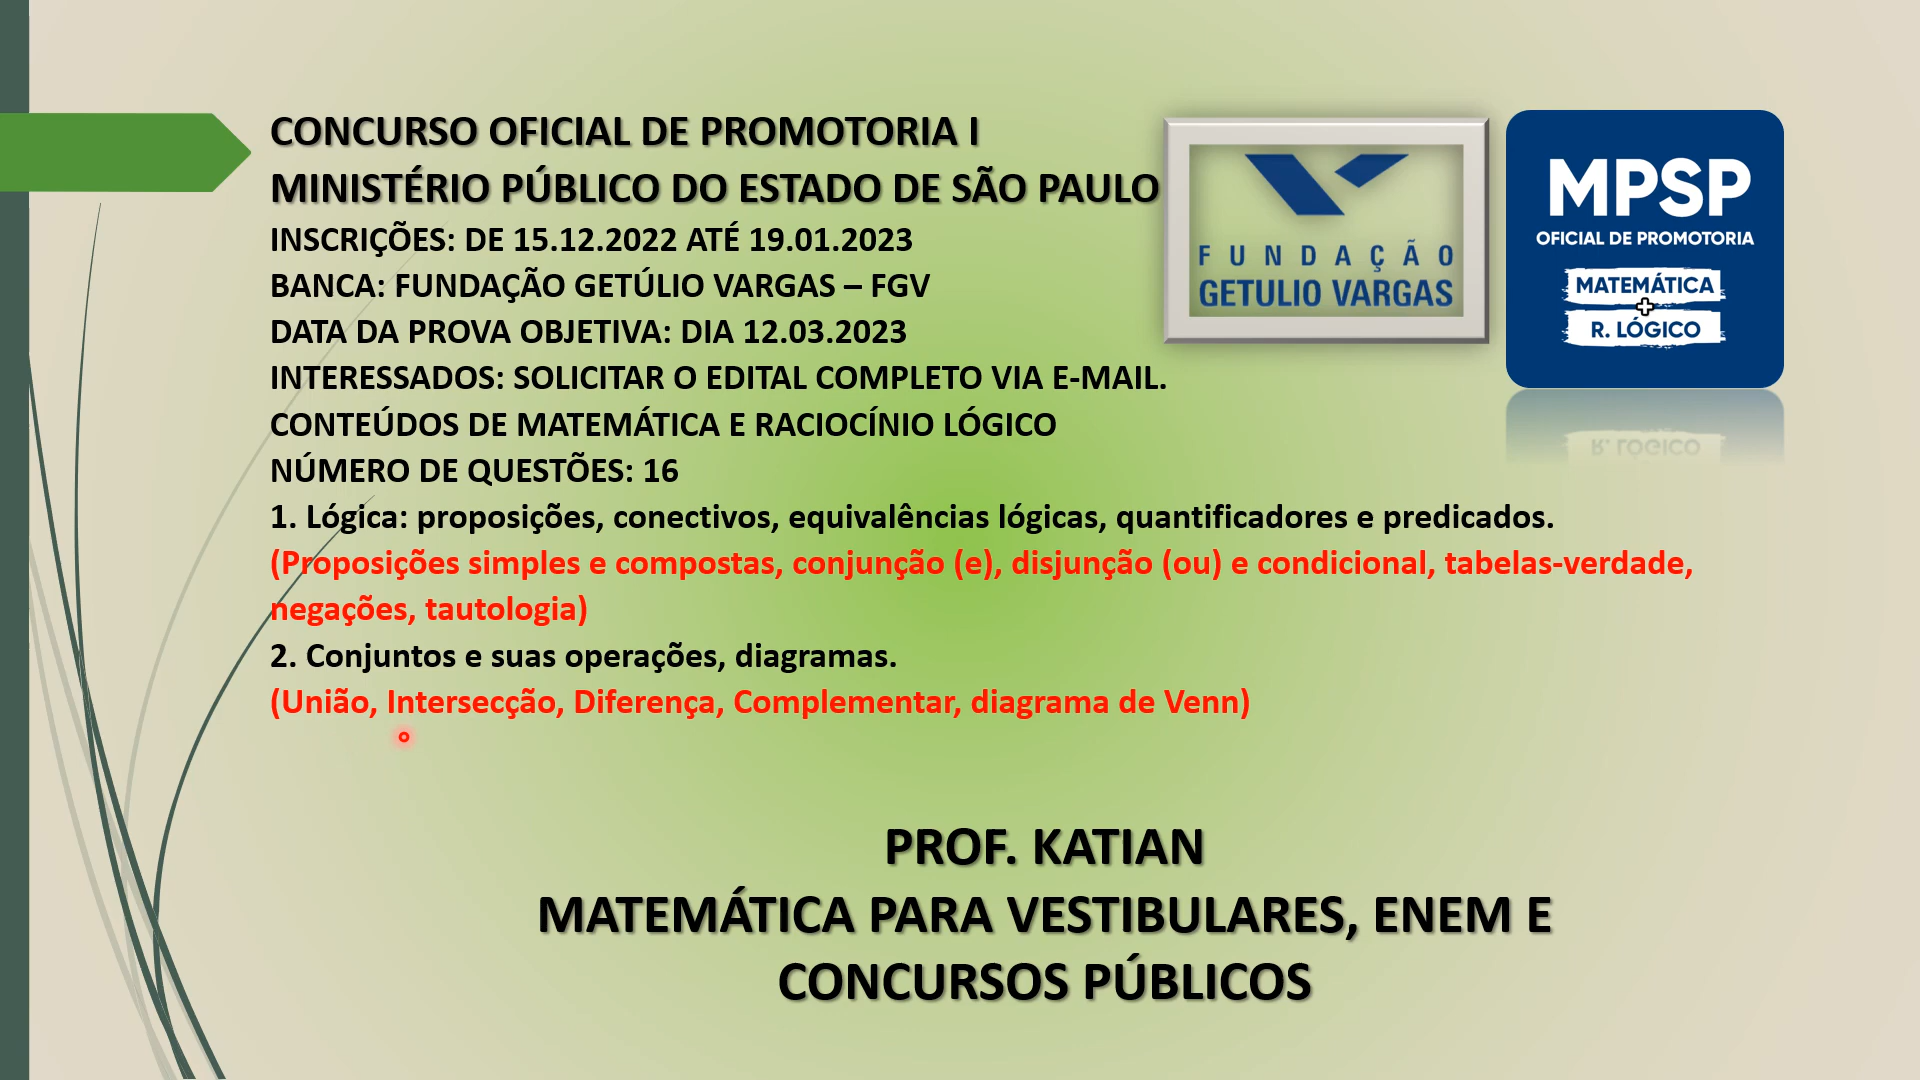 CONCURSO OFICIAL DE PROMOTORIA I
MINISTÉRIO PÚBLICO DO ESTADO DE SÃO PAULO
INSCRIÇÕES: DE 15.12.2022 ATÉ 19.01.2023
BANCA: FUNDAÇÃO GETÚLIO VARGAS – FGV
DATA DA PROVA OBJETIVA: DIA 12.03.2023
INTERESSADOS: SOLICITAR O EDITAL COMPLETO VIA E-MAIL.
CONTEÚDOS DE MATEMÁTICA E RACIOCÍNIO LÓGICO
NÚMERO DE QUESTÕES: 16
1. Lógica: proposições, conectivos, equivalências lógicas, quantificadores e predicados.
(Proposições simples e compostas, conjunção (e), disjunção (ou) e condicional, tabelas-verdade,
negações, tautologia)
2. Conjuntos e suas operações, diagramas.
(União, Intersecção, Diferença, Complementar, diagrama de Venn)
FUNDAÇÃO
GETULIO VARGAS
MPSP
OFICIAL DE PROMOTORIA
MATEMÁTICA
+
R. LÓGICO
PROF. KATIAN
MATEMÁTICA PARA VESTIBULARES, ENEM E
CONCURSOS PÚBLICOS